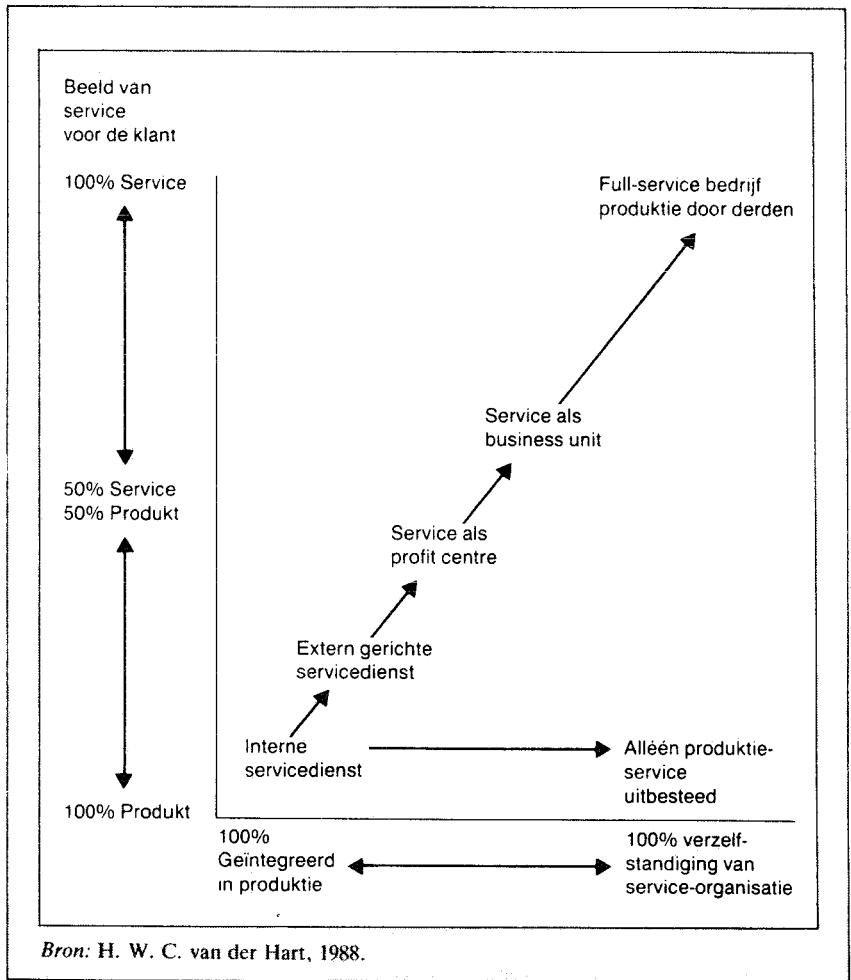 Beeld van
service
voor de klant
100% Service
Full-service bedrijf
produktie door derden
Service als
business unit
50% Service
50% Produkt
Service als
profit centre
Extern gerichte
servicedienst
Interne
servicedienst
Alléén produktie-
service
uitbesteed
100% Produkt
100%
Geïntegreerd
in produktie
100% verzelf-
standiging van
service-organisatie
Bron: H. W. C. van der Hart, 1988.